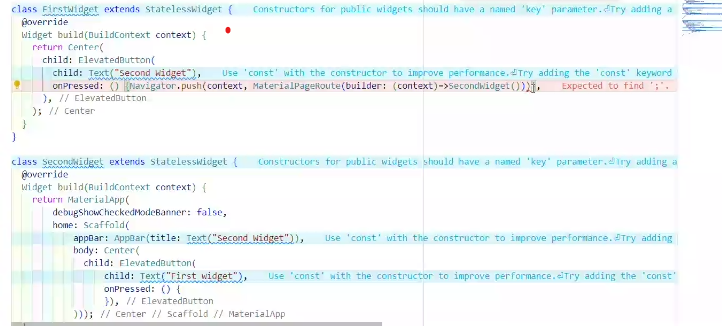 class FirstWidget extends StatelessWidget {    Constructors for public widgets should have a named 'key' parameter.⏎Try adding a
@override
Widget build(BuildContext context) {
return Center(
child: ElevatedButton(
child: Text("Second Widget"),    Use 'const' with the constructor to improve performance.⏎Try adding the 'const' keyword
onPressed: () {Navigator.push(context, MaterialPageRoute(builder: (context)=>SecondWidget()))},    Expected to find ';'.
), // ElevatedButton
); // Center
}
}
class SecondWidget extends StatelessWidget {    Constructors for public widgets should have a named 'key' parameter.⏎Try adding a
@override
Widget build(BuildContext context) {
return MaterialApp(
debugShowCheckedModeBanner: false,
home: Scaffold(
appBar: AppBar(title: Text("Second Widget")),    Use 'const' with the constructor to improve performance.⏎Try adding
body: Center(
child: ElevatedButton(
child: Text("First widget"),    Use 'const' with the constructor to improve performance.⏎Try adding the 'const'
onPressed: () {
}), // ElevatedButton
))); // Center // Scaffold // MaterialApp